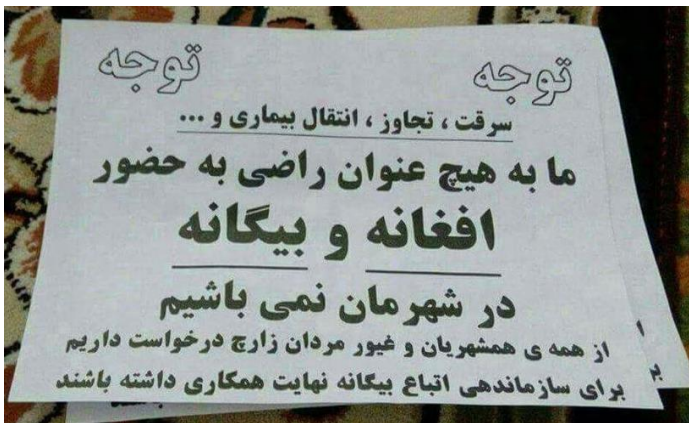 توجه توجه
سرقت ، تجاوز ، انتقال بیماری و ...
ما به هیچ عنوان راضی به حضور
افغانه و بیگانه
در شهرمان نمی باشیم
از همه ی همشهریان و غیور مردان زارچ درخواست داریم
برای سازماندهی اتباع بیگانه نهایت همکاری داشته باشند